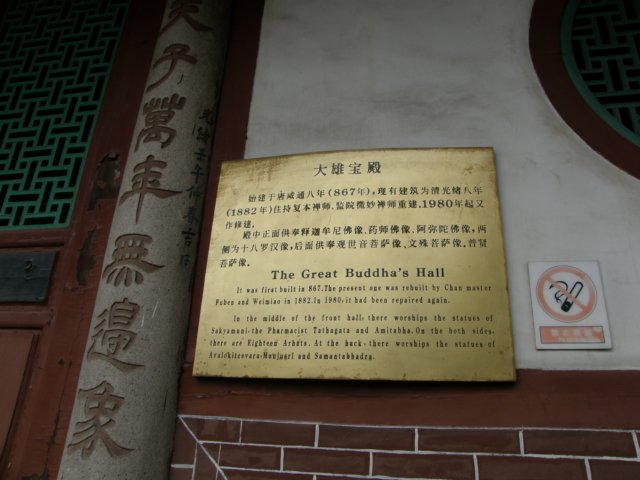 子萬年無邉象
光緒壬午仲春吉
大雄宝殿
始建于唐咸通八年(867年),现有建筑为清光绪八年
(1882年)住持复本禅师、监院微妙禅师重建,1980年起又
作修建。
殿中正面供奉释迦牟尼佛像、药师佛像、阿弥陀佛像,两
侧为十八罗汉像,后面供奉观世音菩萨像、文殊菩萨像、普贤
菩萨像。
The Great Buddha's Hall
It was first built in 867.The present one was rebuilt by Chan master
Fuben and Weimiao in 1882.In 1980,it had been repaired again.
In the middle of the front hall, there worships the statues of
Sakyamuni,the Pharmacist Tathagata and Amitabha.On the both sides,
there are Eighteen Arhats. At the back,there worships the statues of
Avalokitesvara,Manjusri and Samantabhadra.